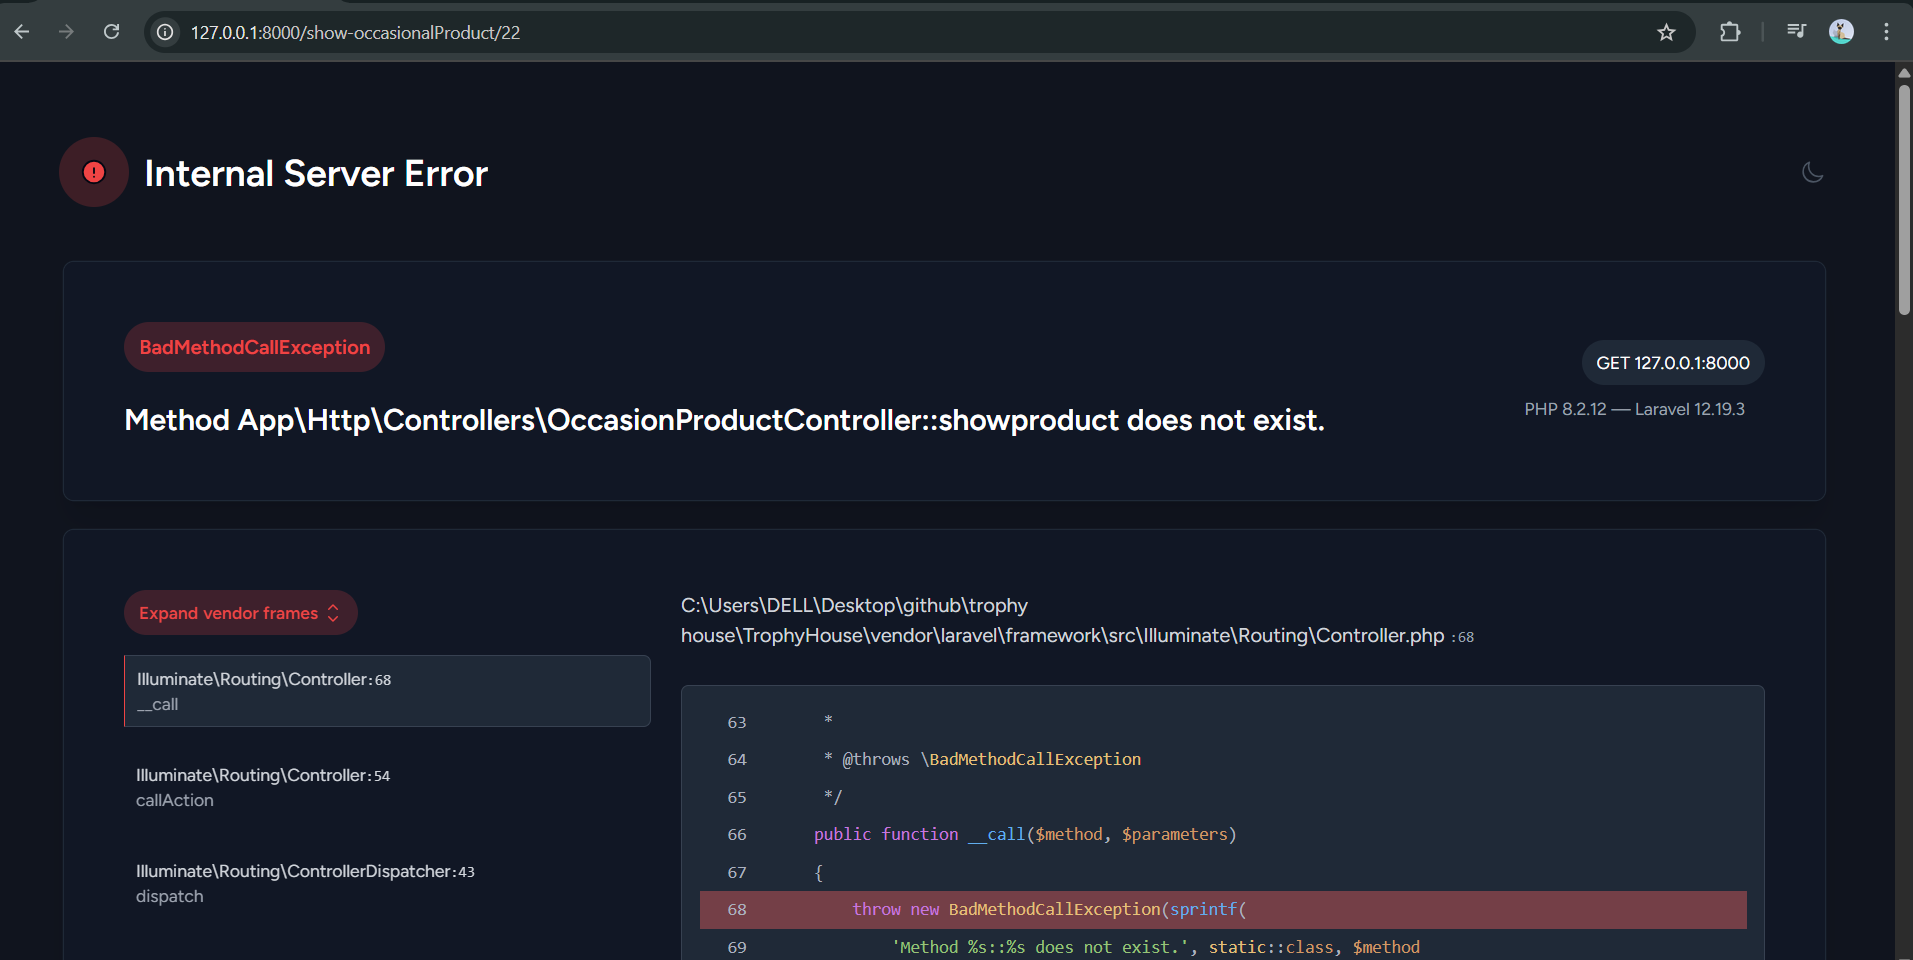 127.0.0.1:8000/show-occasionalProduct/22
Internal Server Error
BadMethodCallException
GET 127.0.0.1:8000
Method App\Http\Controllers\OccasionProductController::showproduct does not exist.
PHP 8.2.12 — Laravel 12.19.3
Expand vendor frames
Illuminate\Routing\Controller:68
__call
Illuminate\Routing\Controller:54
callAction
Illuminate\Routing\ControllerDispatcher:43
dispatch
C:\Users\DELL\Desktop\github\trophy
house\TrophyHouse\vendor\laravel\framework\src\Illuminate\Routing\Controller.php :68
63 *
64 * @throws \BadMethodCallException
65 */
66 public function __call($method, $parameters)
67 {
68 throw new BadMethodCallException(sprintf(
69 'Method %s::%s does not exist.', static::class, $method